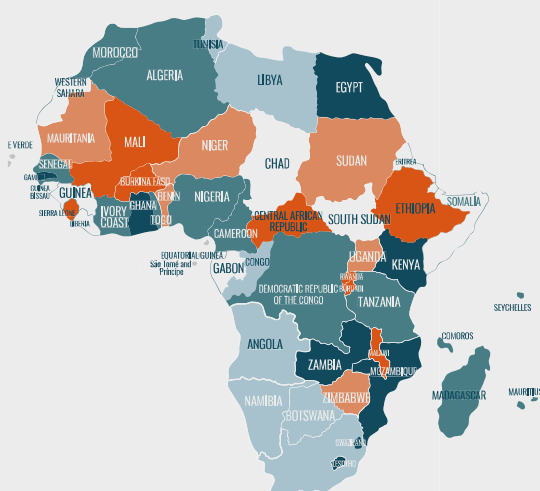 TUNISIA
MOROCCO
ALGERIA
LIBYA
EGYPT
WESTERN
SAHARA
MAURITANIA
MALI
NIGER
CHAD
SUDAN
ERITREA
E VERDE
SENEGAL
GAMBIA
GUINEA
BISSAU
GUINEA
SIERRA LEONE
LIBERIA
IVORY
COAST
BURKINA FASO
GHANA
TOGO
BENIN
NIGERIA
CAMEROON
CENTRAL AFRICAN
REPUBLIC
SOUTH SUDAN
ETHIOPIA
SOMALIA
EQUATORIAL GUINEA
São Tomé and
Principe
GABON
CONGO
DEMOCRATIC REPUBLIC
OF THE CONGO
UGANDA
KENYA
RWANDA
BURUNDI
TANZANIA
SEYCHELLES
COMOROS
ANGOLA
ZAMBIA
MALAWI
MOZAMBIQUE
MADAGASCAR
MAURITIUS
NAMIBIA
BOTSWANA
ZIMBABWE
SWAZILAND
LESOTHO